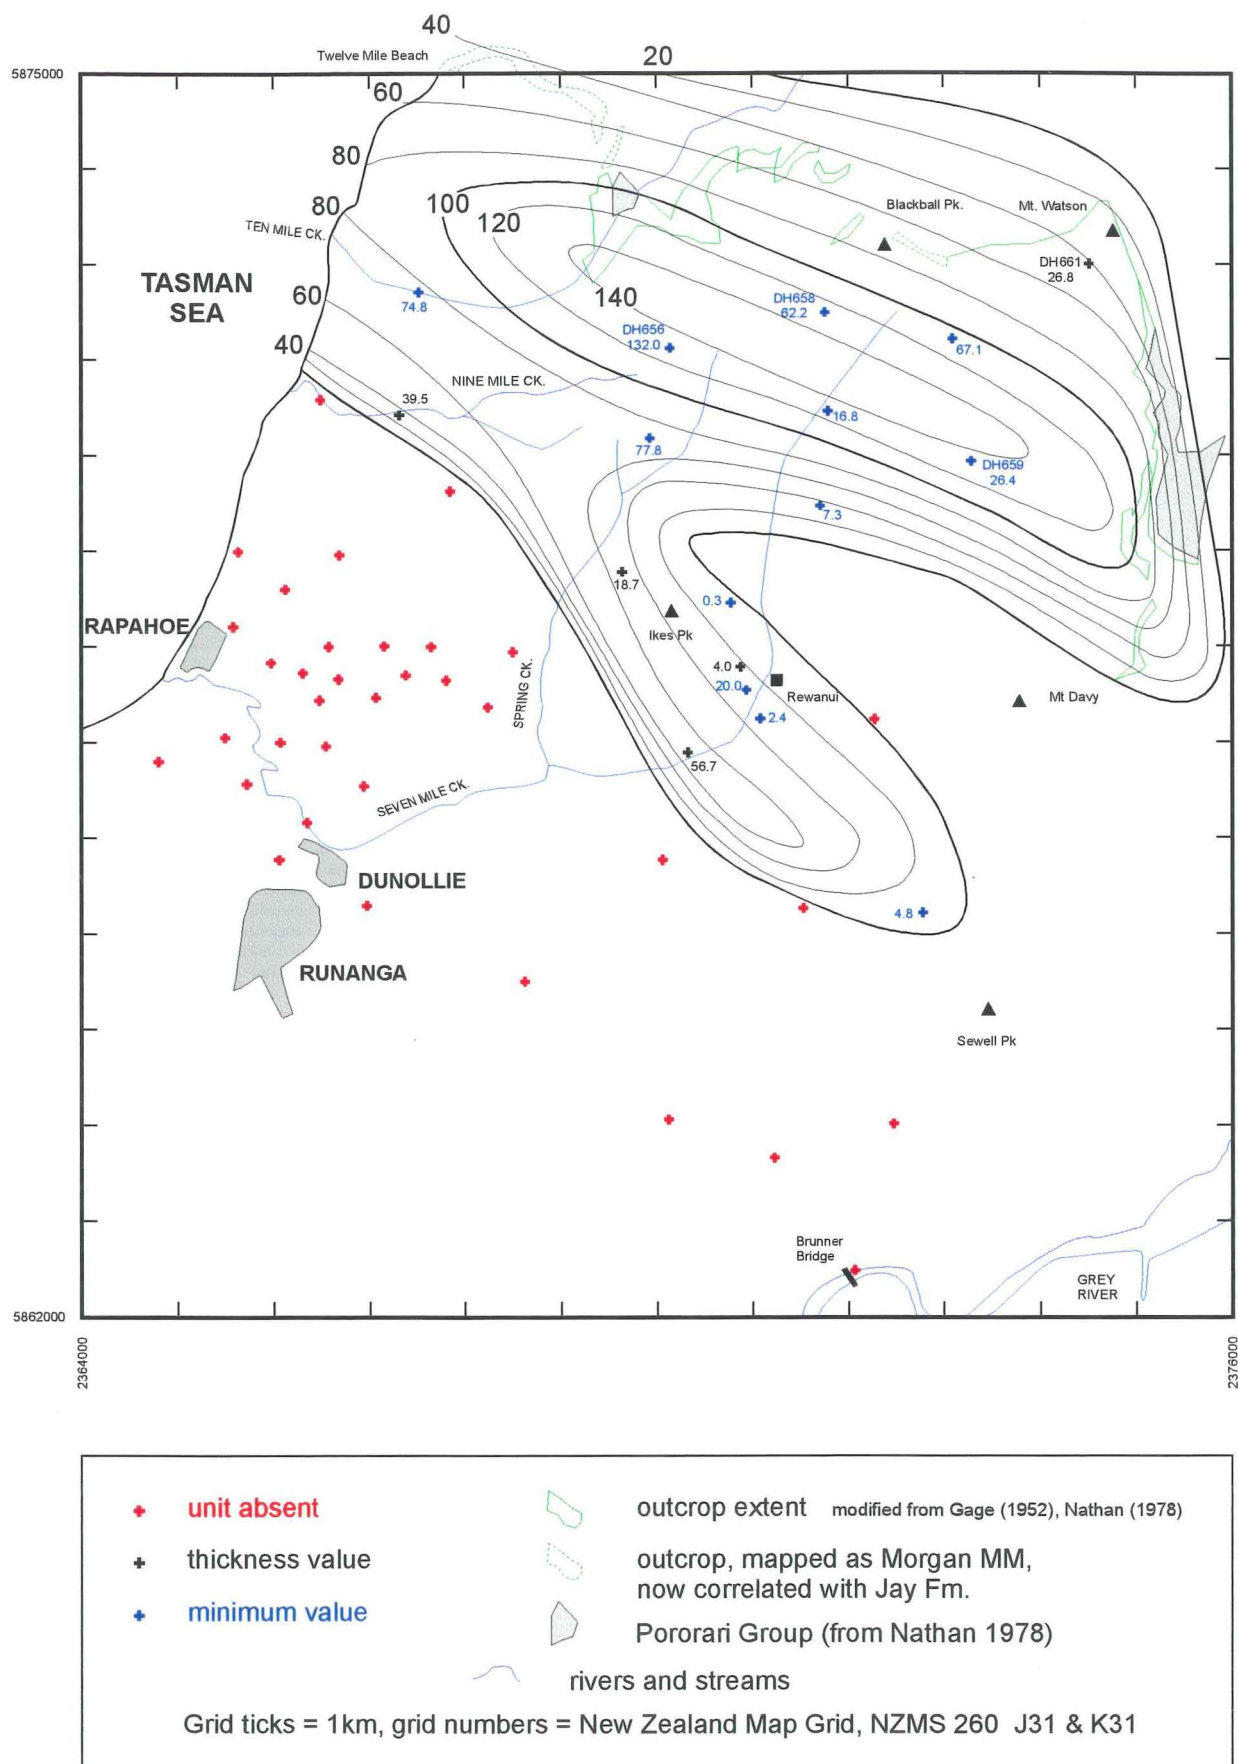 40
Twelve Mile Beach
20
5875000
60
80
80
100
120
Blackball Pk.
Mt. Watson
TEN MILE CK.
TASMAN
SEA
DH661
26.8
60
74.8
140
DH658
62.2
DH656
132.0
67.1
40
NINE MILE CK.
39.5
16.8
77.8
DH659
26.4
7.3
18.7
0.3
RAPAHOE
Ikes Pk
4.0
20.0
Rewanui
Mt Davy
SPRING CK.
2.4
56.7
SEVEN MILE CK.
DUNOLLIE
4.8
RUNANGA
Sewell Pk
Brunner
Bridge
GREY
RIVER
5862000
2364000
2376000
unit absent
outcrop extent modified from Gage (1952), Nathan (1978)
thickness value
outcrop, mapped as Morgan MM,
now correlated with Jay Fm.
minimum value
Pororari Group (from Nathan 1978)
rivers and streams
Grid ticks = 1km, grid numbers = New Zealand Map Grid, NZMS 260 J31 & K31